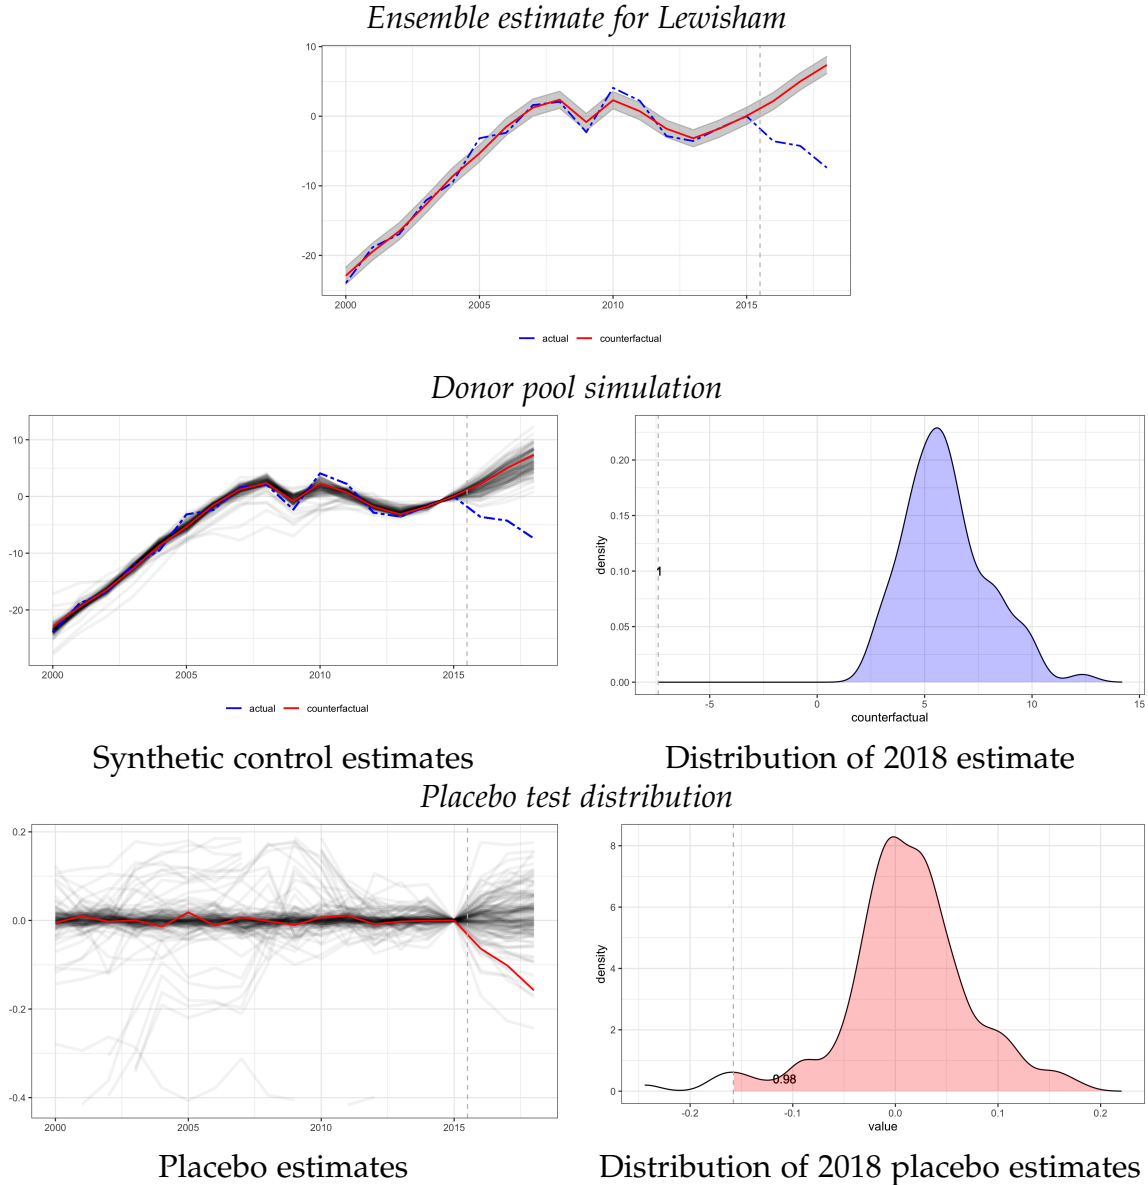 Ensemble estimate for Lewisham
10
0
-10
-20
2000 2005 2010 2015
actual counterfactual
Donor pool simulation
10
0
-10
-20
2000 2005 2010 2015
actual counterfactual
density
0.20
0.15
0.10
0.05
0.00
1
-5 0 5 10 15
counterfactual
Synthetic control estimates
Distribution of 2018 estimate
Placebo test distribution
0.2
0.0
-0.2
-0.4
2000 2005 2010 2015
density
8
6
4
2
0
0.98
-0.2 -0.1 0.0 0.1 0.2
value
Placebo estimates
Distribution of 2018 placebo estimates